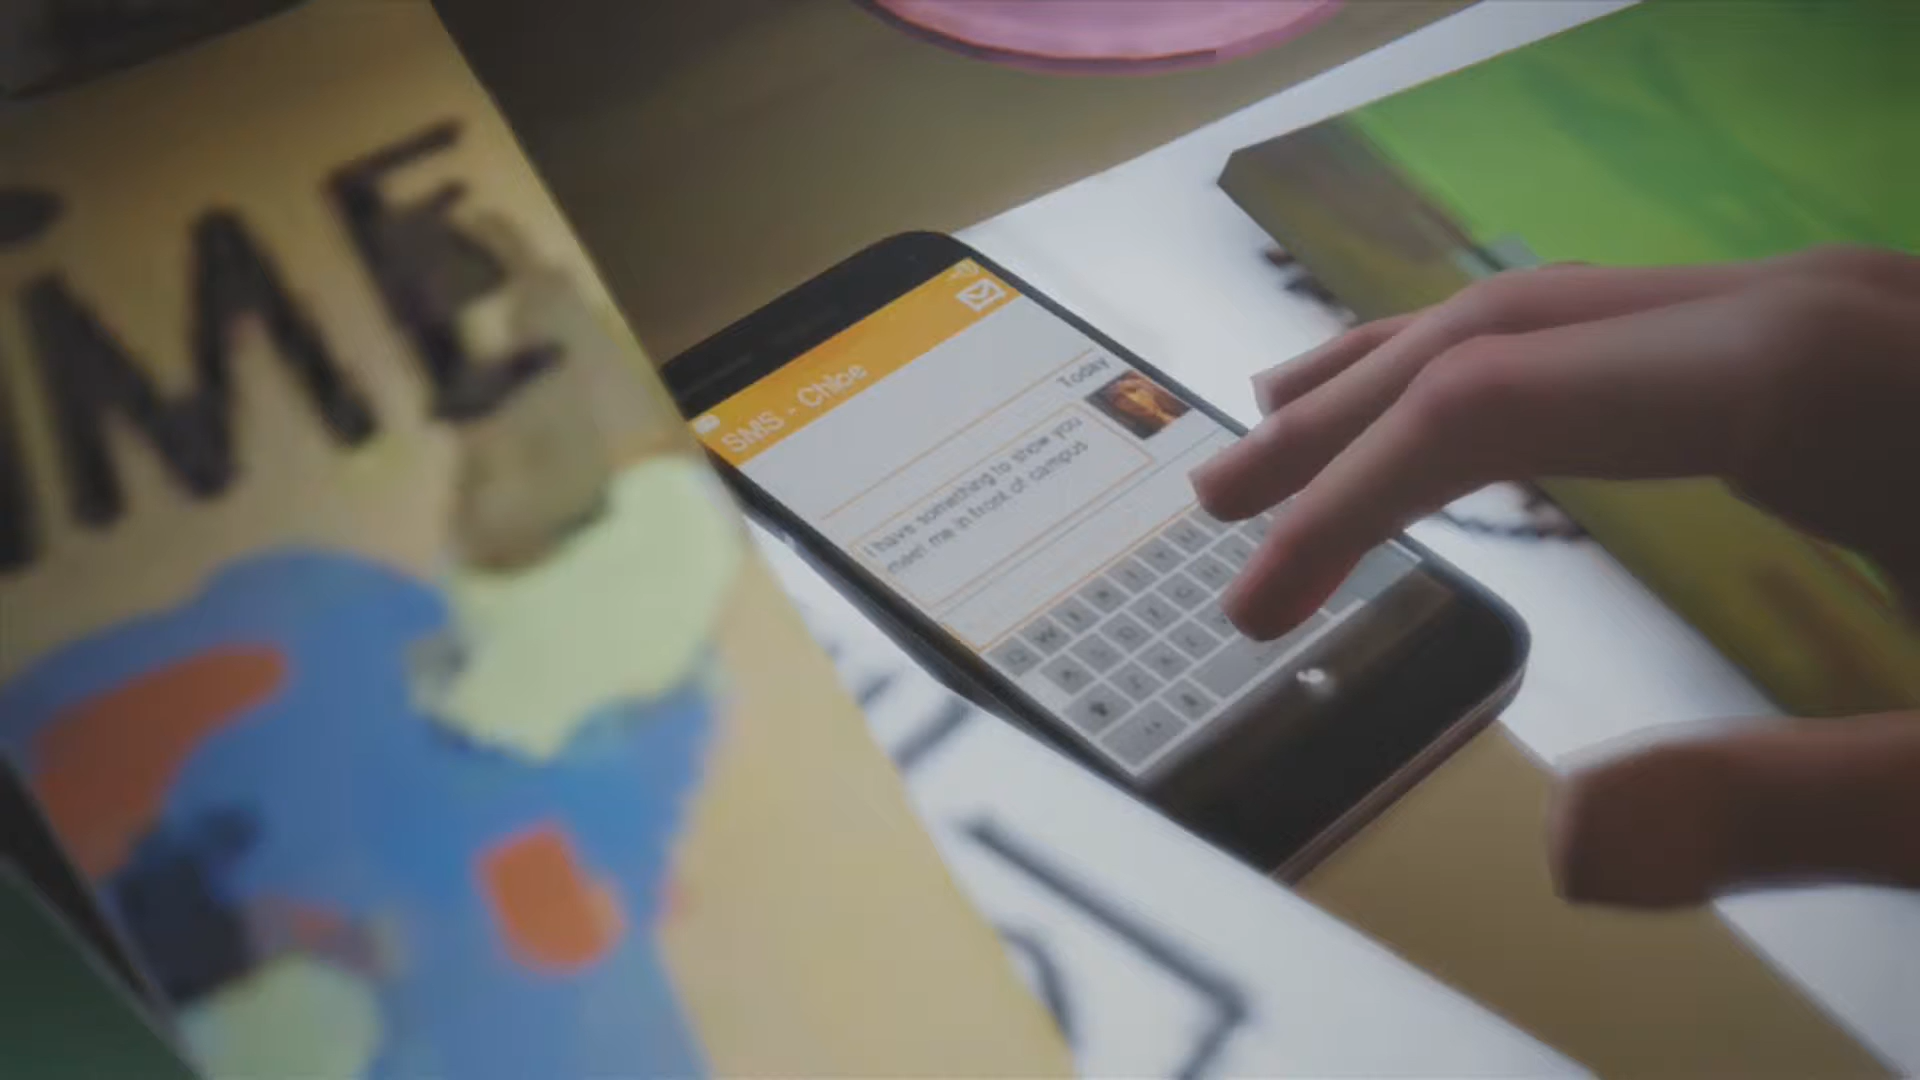 IME
SMS - Chloe
Today
I have something to show you
meet me in front of campus